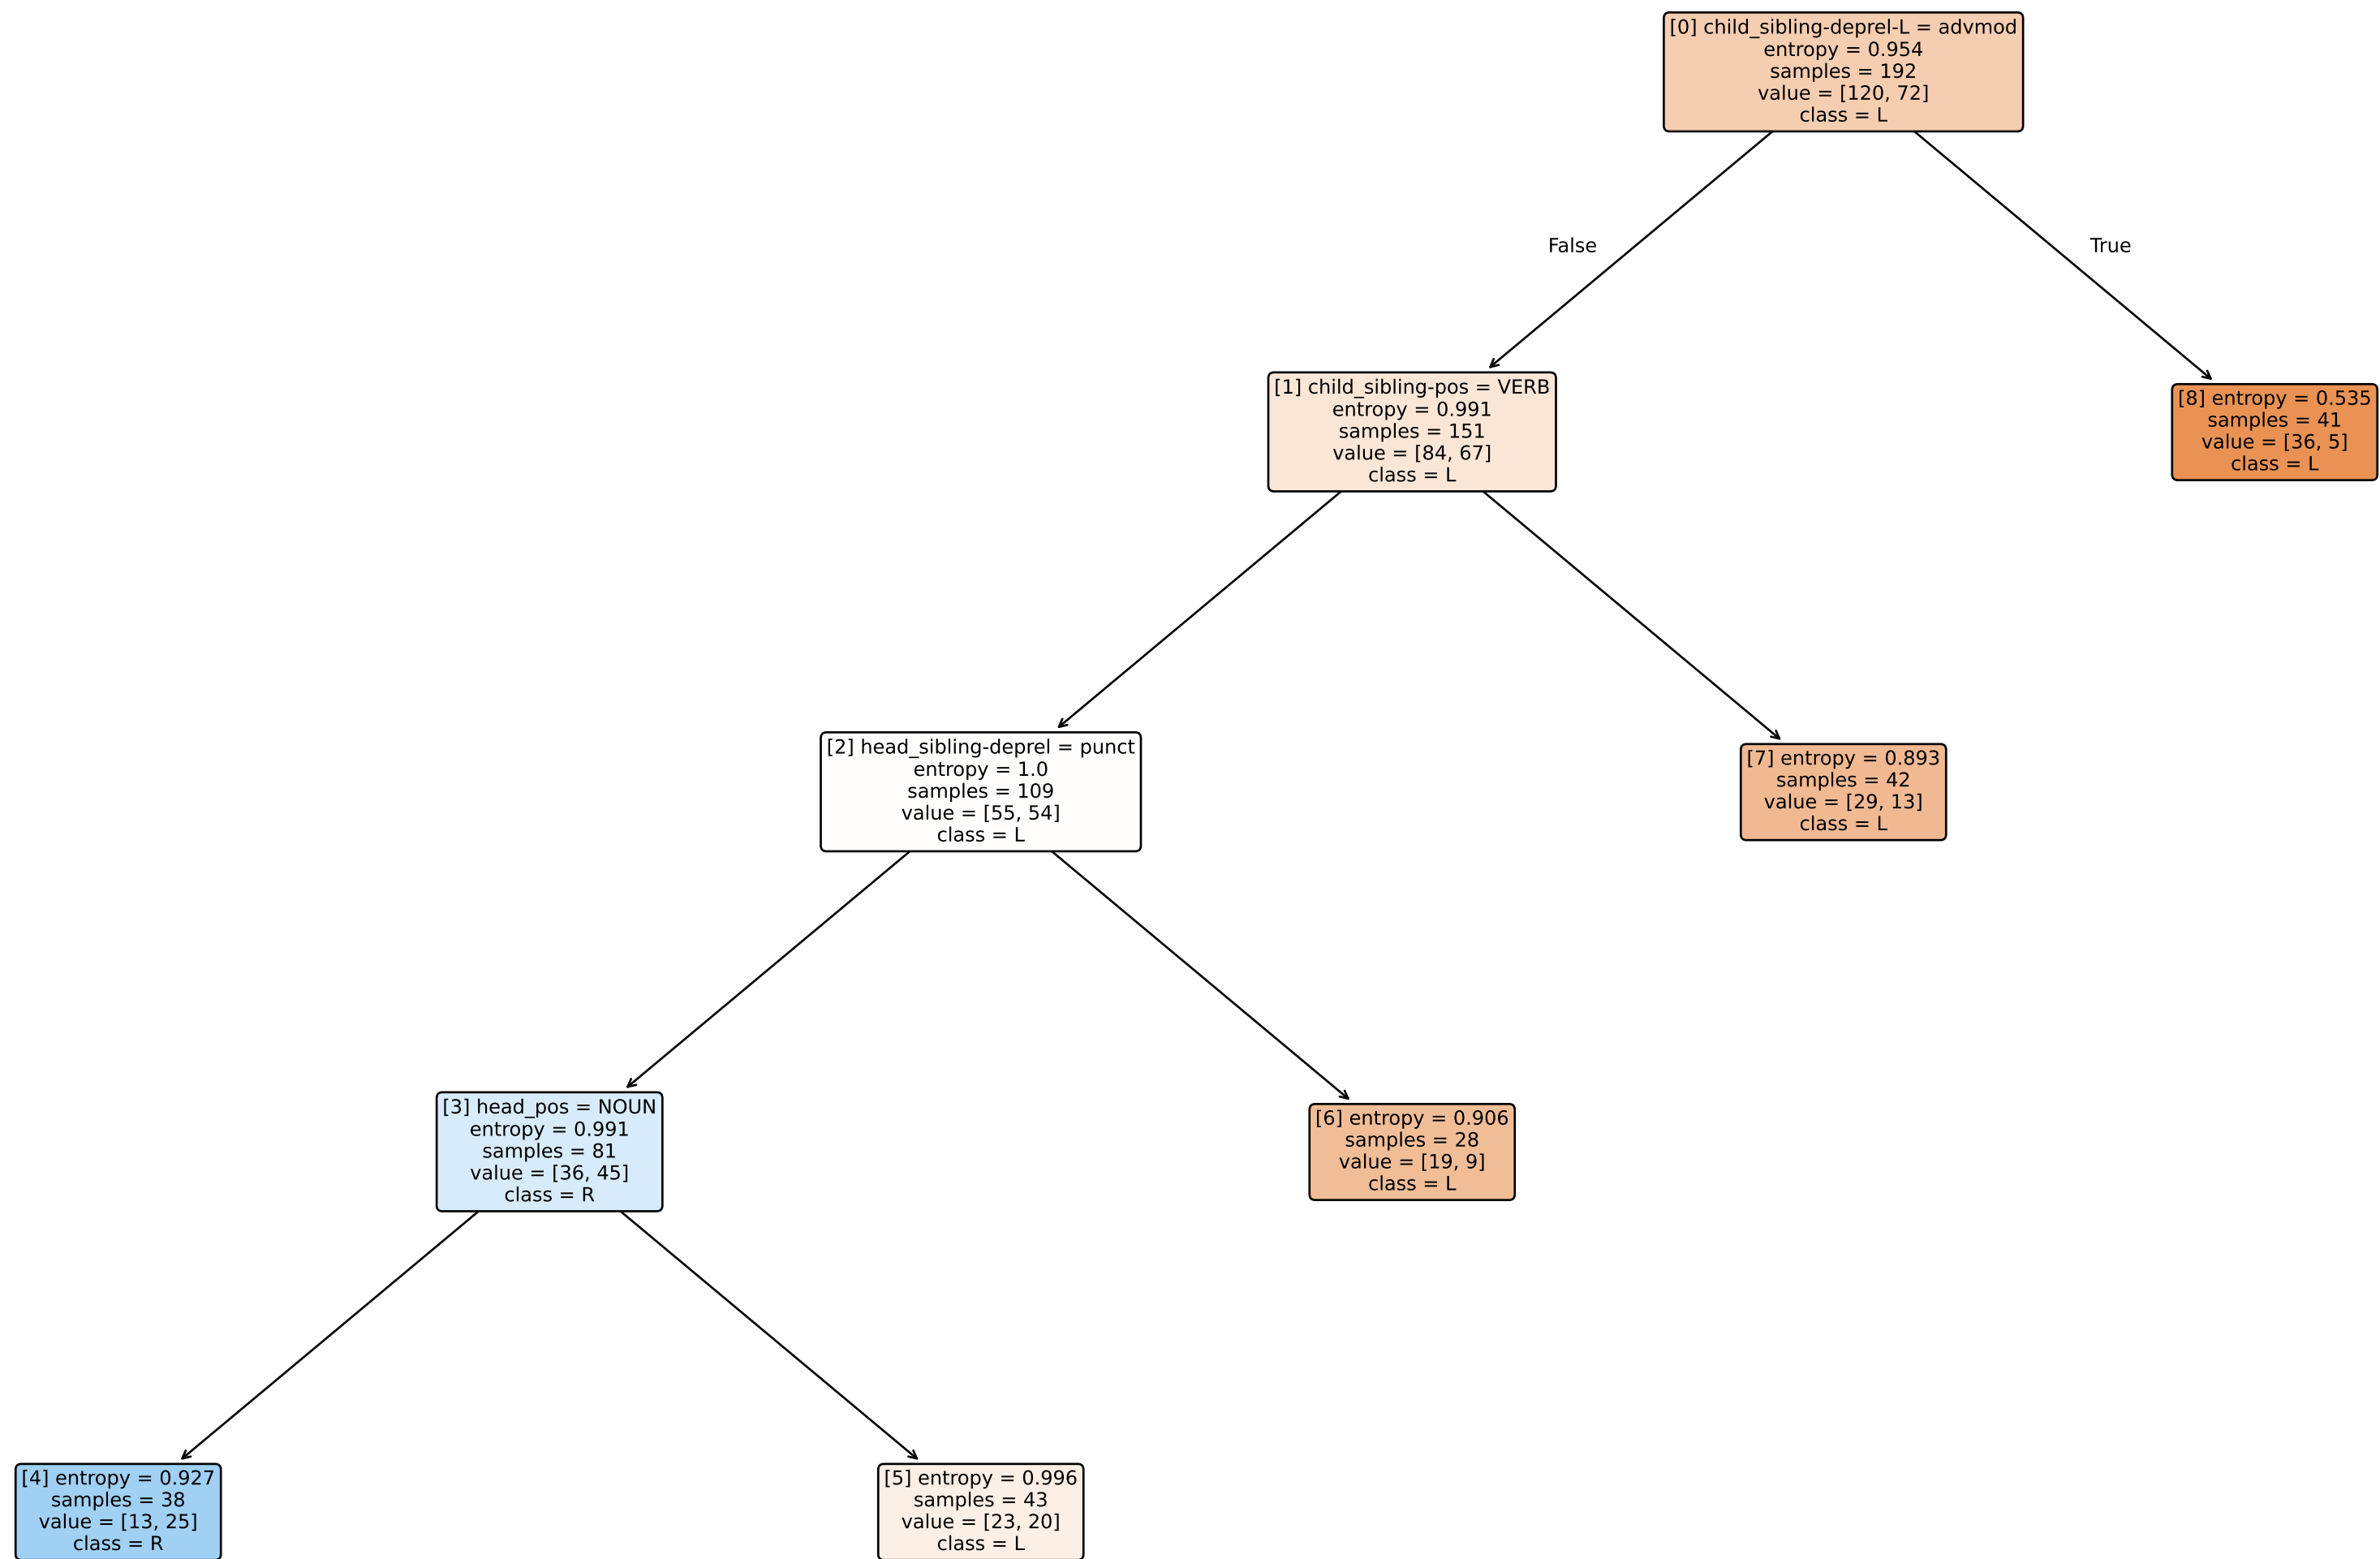 [0] child_sibling-deprel-L = advmod
entropy = 0.954
samples = 192
value = [120, 72]
class = L
False
True
[1] child_sibling-pos = VERB
entropy = 0.991
samples = 151
value = [84, 67]
class = L
[8] entropy = 0.535
samples = 41
value = [36, 5]
class = L
[2] head_sibling-deprel = punct
entropy = 1.0
samples = 109
value = [55, 54]
class = L
[7] entropy = 0.893
samples = 42
value = [29, 13]
class = L
[3] head_pos = NOUN
entropy = 0.991
samples = 81
value = [36, 45]
class = R
[6] entropy = 0.906
samples = 28
value = [19, 9]
class = L
[4] entropy = 0.927
samples = 38
value = [13, 25]
class = R
[5] entropy = 0.996
samples = 43
value = [23, 20]
class = L